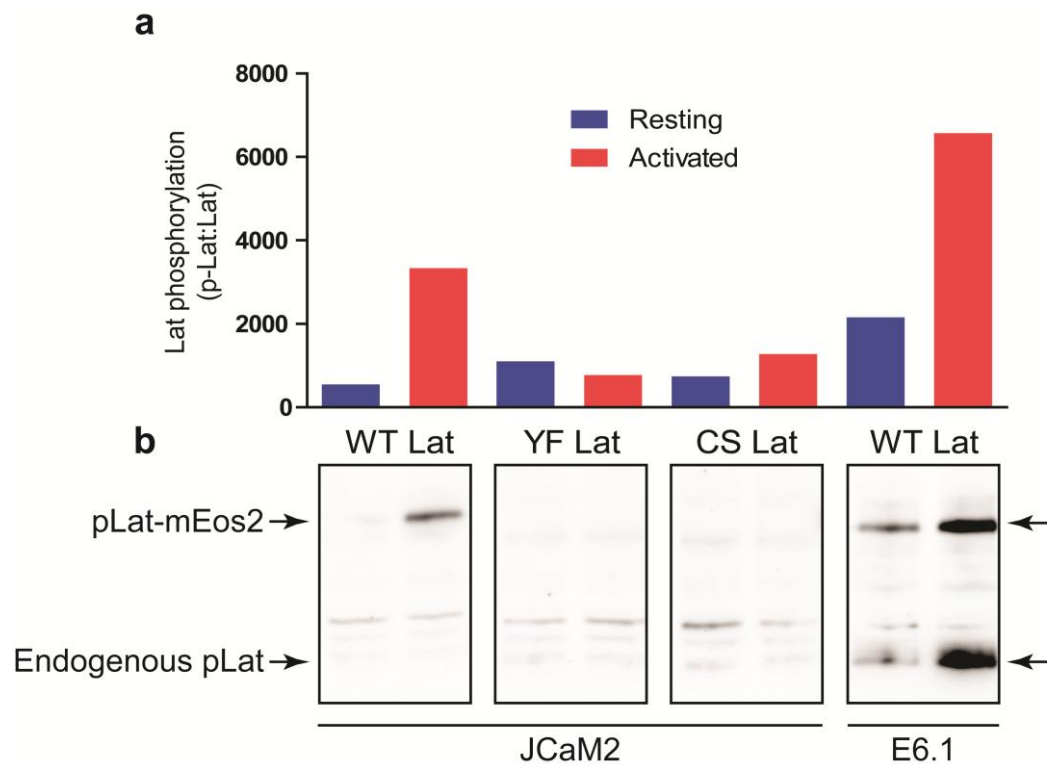 a
8000
6000
4000
2000
0
Lat phosphorylation
(p-Lat:Lat)
Resting
Activated
b
WT Lat YF Lat CS Lat WT Lat
pLat-mEos2
Endogenous pLat
JCaM2 E6.1